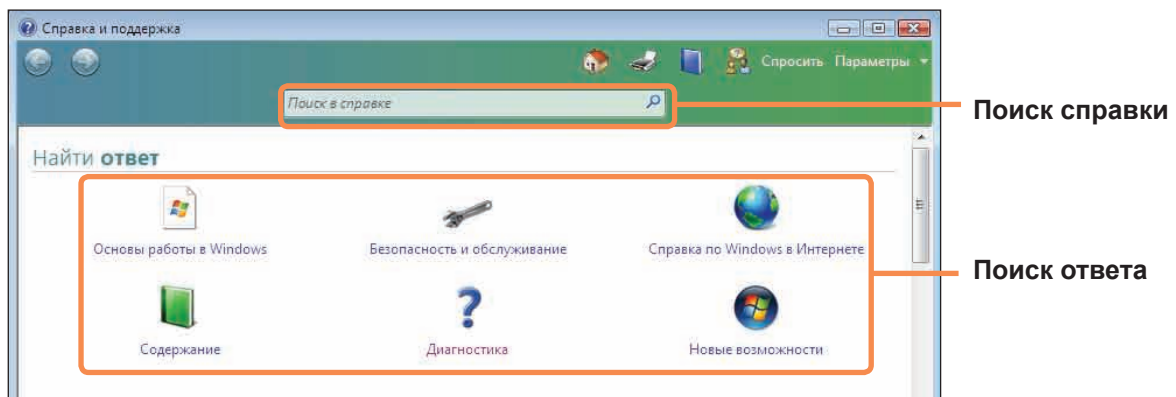 Справка и поддержка
Спросить Параметры
Поиск в справке
Поиск справки
Найти ответ
Основы работы в Windows
Безопасность и обслуживание
Справка по Windows в Интернете
Поиск ответа
Содержание
Диагностика
Новые возможности